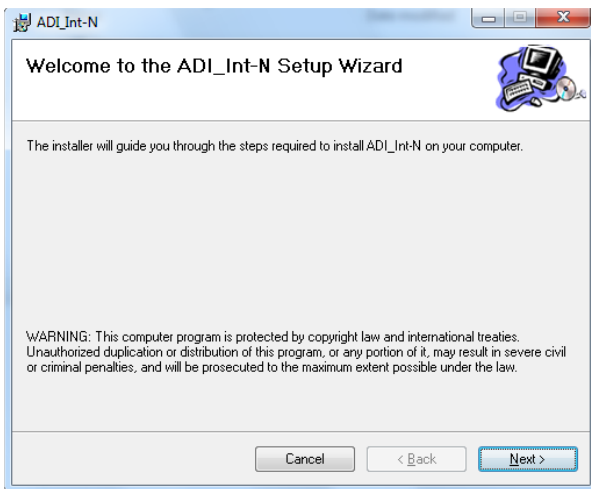 ADI_Int-N
Welcome to the ADI_Int-N Setup Wizard
The installer will guide you through the steps required to install ADI_Int-N on your computer.
WARNING: This computer program is protected by copyright law and international treaties.
Unauthorized duplication or distribution of this program, or any portion of it, may result in severe civil
or criminal penalties, and will be prosecuted to the maximum extent possible under the law.
Cancel
< Back
Next >